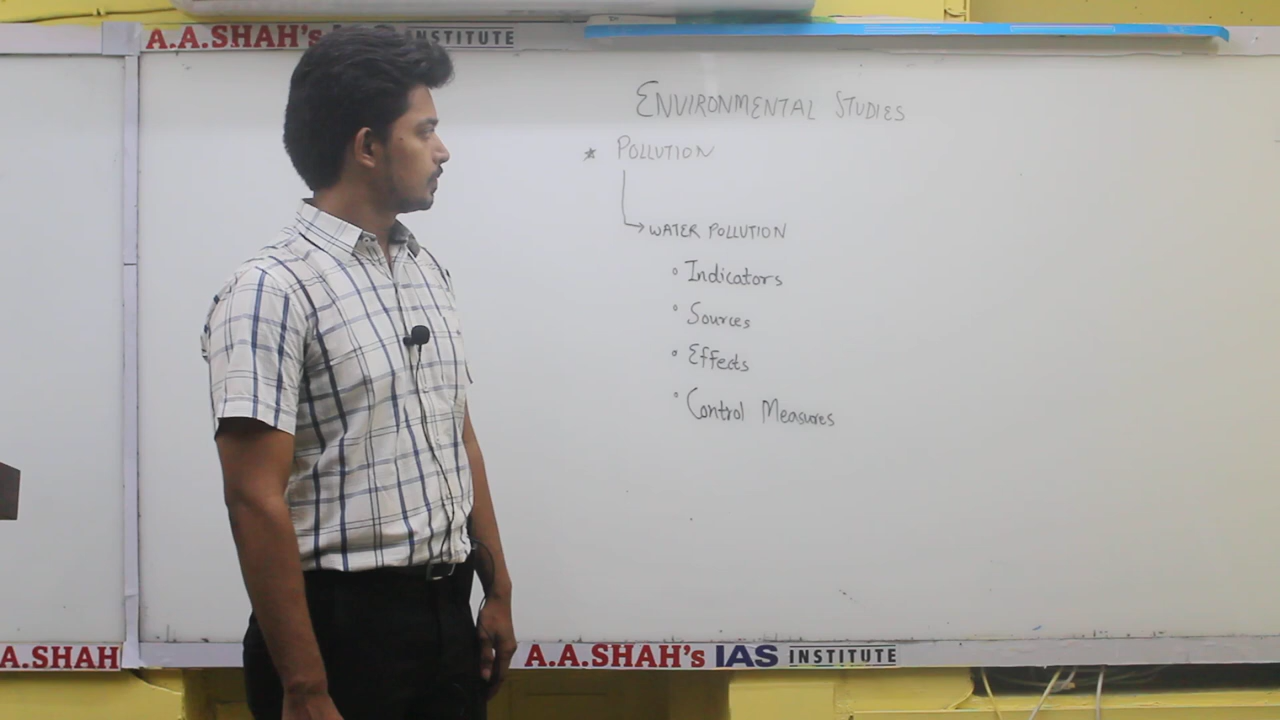 A.A.SHAH's INSTITUTE
ENVIRONMENTAL STUDIES
* POLLUTION
WATER POLLUTION
Indicators
Sources
Effects
Control Measures
A.SHAH
A.A.SHAH's IAS INSTITUTE